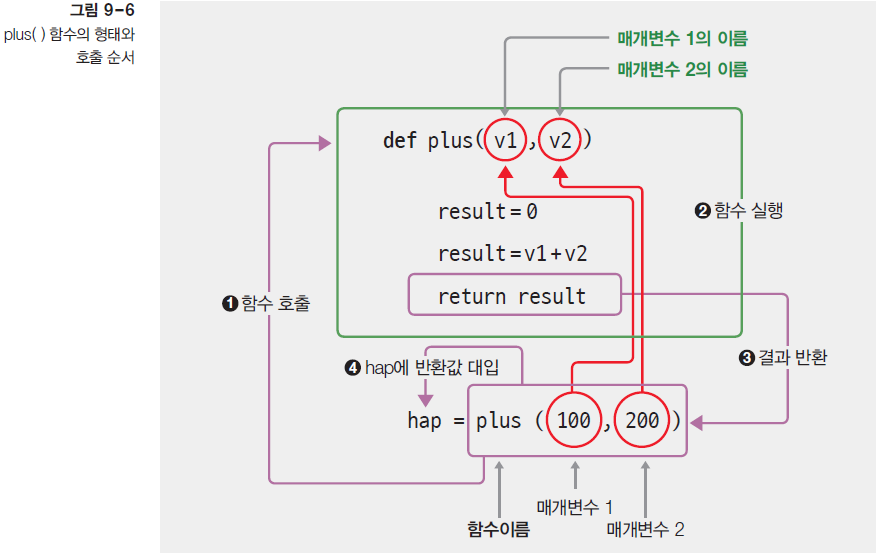 그림 9-6
plus( ) 함수의 형태와
호출 순서
매개변수 1의 이름
매개변수 2의 이름
def plus(v1,v2)
result=0
❷ 함수 실행
result=v1+v2
return result
❶ 함수 호출
❸ 결과 반환
❹ hap에 반환값 대입
hap = plus (100,200)
매개변수 1
함수이름
매개변수 2